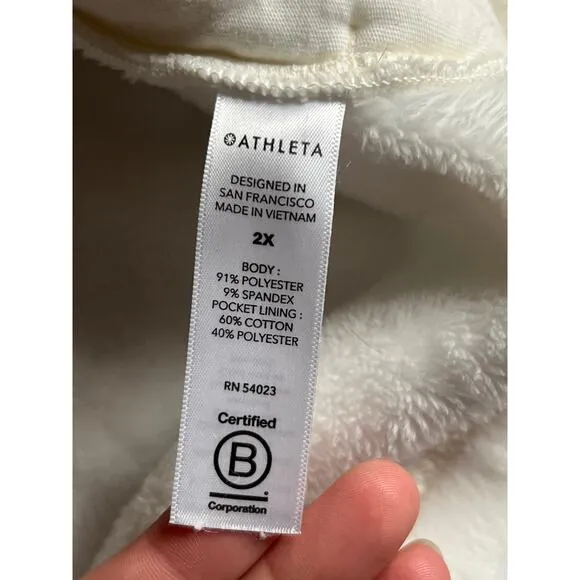 ATHLETA
DESIGNED IN
SAN FRANCISCO
MADE IN VIETNAM
2X
BODY :
91% POLYESTER
9% SPANDEX
POCKET LINING :
60% COTTON
40% POLYESTER
RN 54023
Certified
B
Corporation